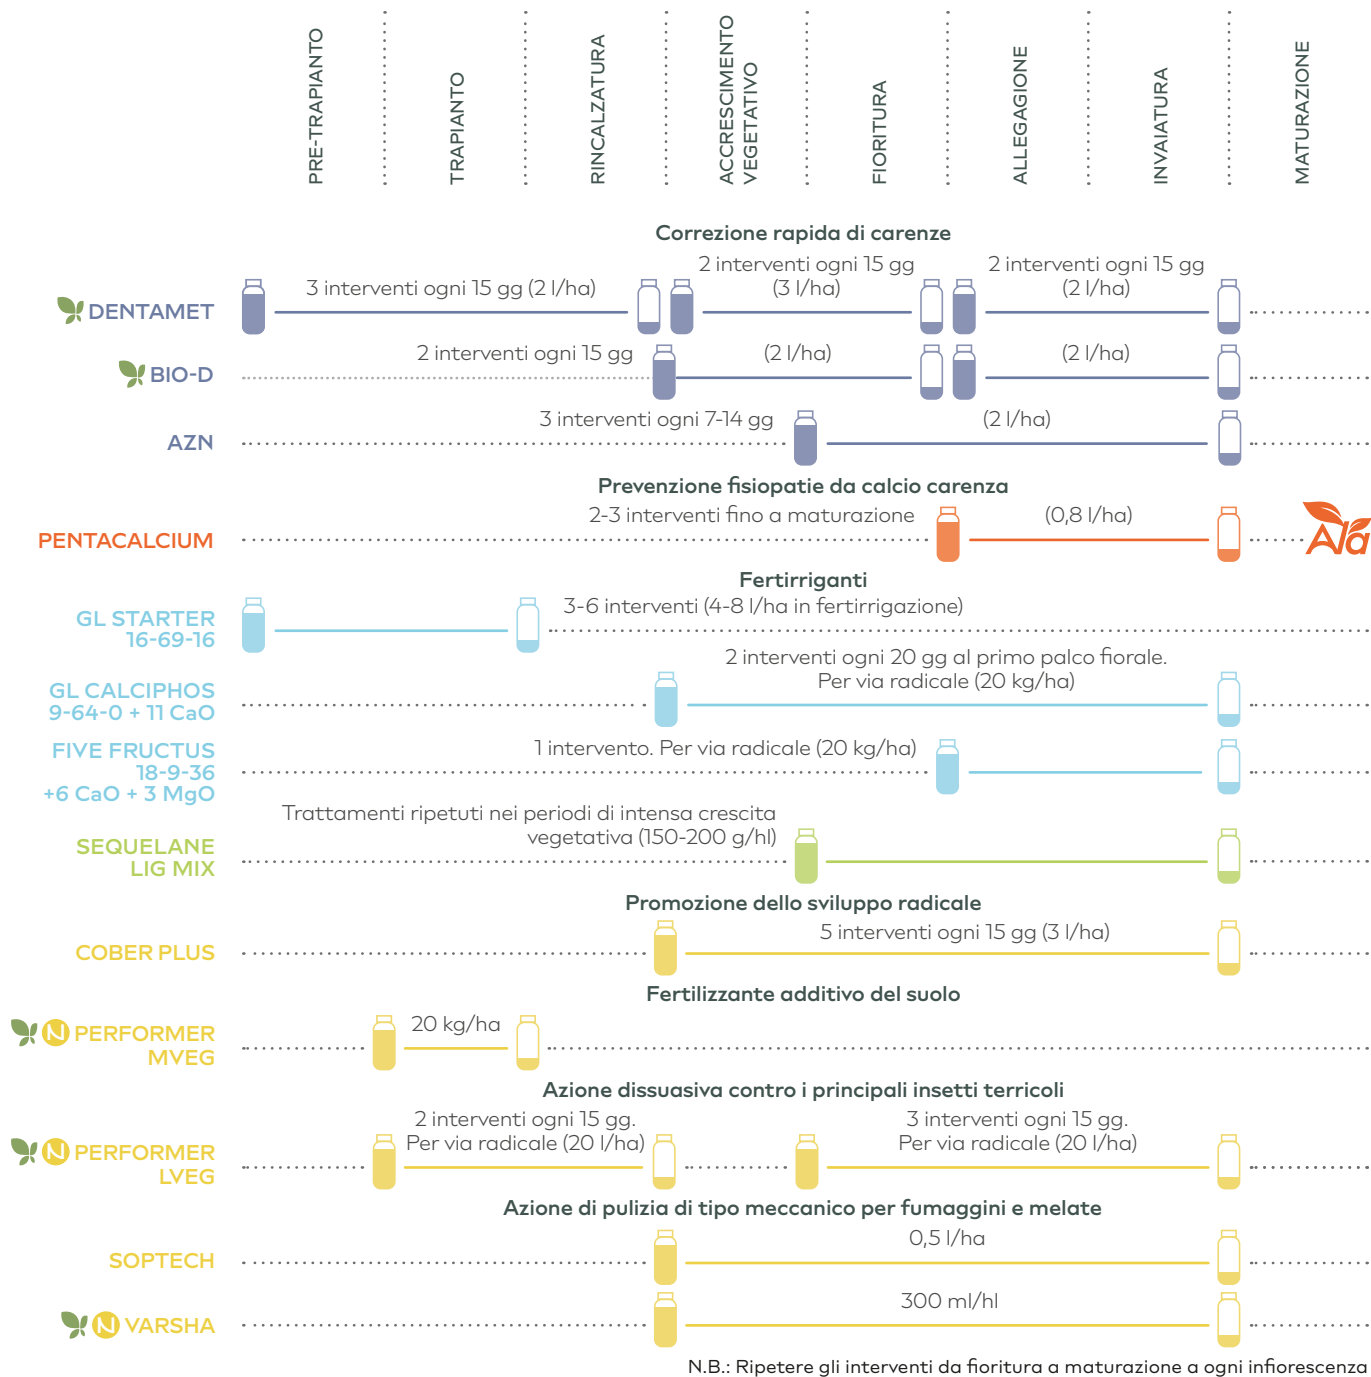 PRE-TRAPIANTO
TRAPIANTO
RINCALZATURA
ACCRESCIMENTO
VEGETATIVO
FIORITURA
ALLEGAGIONE
INVAIATURA
MATURAZIONE
Correzione rapida di carenze
DENTAMET
3 interventi ogni 15 gg (2 l/ha)
2 interventi ogni 15 gg
(3 l/ha)
2 interventi ogni 15 gg
(2 l/ha)
BIO-D
2 interventi ogni 15 gg
(2 l/ha)
(2 l/ha)
AZN
3 interventi ogni 7-14 gg
(2 l/ha)
Prevenzione fisiopatie da calcio carenza
PENTACALCIUM
2-3 interventi fino a maturazione
(0,8 l/ha)
Ala
Fertirriganti
GL STARTER
16-69-16
3-6 interventi (4-8 l/ha in fertirrigazione)
GL CALCIPHOS
9-64-0 + 11 CaO
2 interventi ogni 20 gg al primo palco fiorale.
Per via radicale (20 kg/ha)
FIVE FRUCTUS
18-9-36
+6 CaO + 3 MgO
1 intervento. Per via radicale (20 kg/ha)
SEQUELANE
LIG MIX
Trattamenti ripetuti nei periodi di intensa crescita
vegetativa (150-200 g/hl)
Promozione dello sviluppo radicale
COBER PLUS
5 interventi ogni 15 gg (3 l/ha)
Fertilizzante additivo del suolo
N PERFORMER
MVEG
20 kg/ha
Azione dissuasiva contro i principali insetti terricoli
N PERFORMER
LVEG
2 interventi ogni 15 gg.
Per via radicale (20 l/ha)
3 interventi ogni 15 gg.
Per via radicale (20 l/ha)
Azione di pulizia di tipo meccanico per fumaggini e melate
SOPTECH
0,5 l/ha
N VARSHA
300 ml/hl
N.B.: Ripetere gli interventi da fioritura a maturazione a ogni infiorescenza